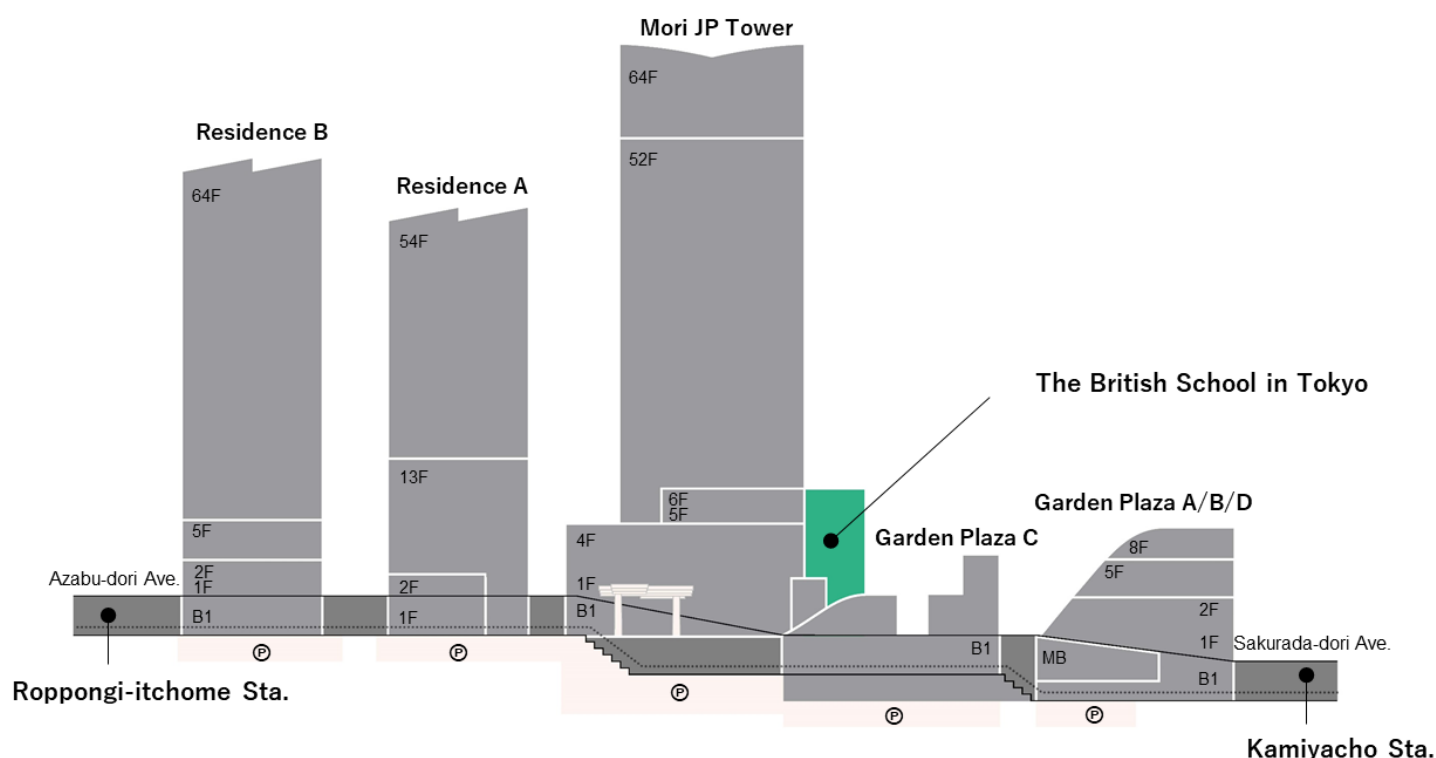 Mori JP Tower
64F
52F
Residence B
64F
Residence A
54F
13F
The British School in Tokyo
6F
5F
Garden Plaza A/B/D
Garden Plaza C
5F
4F
8F
5F
2F
1F
Azabu-dori Ave.
2F
1F
1F
B1
B1
2F
1F
Sakurada-dori Ave.
B1
MB
B1
Ⓟ
Ⓟ
Ⓟ
Ⓟ
Ⓟ
Roppongi-itchome Sta.
Kamiyacho Sta.